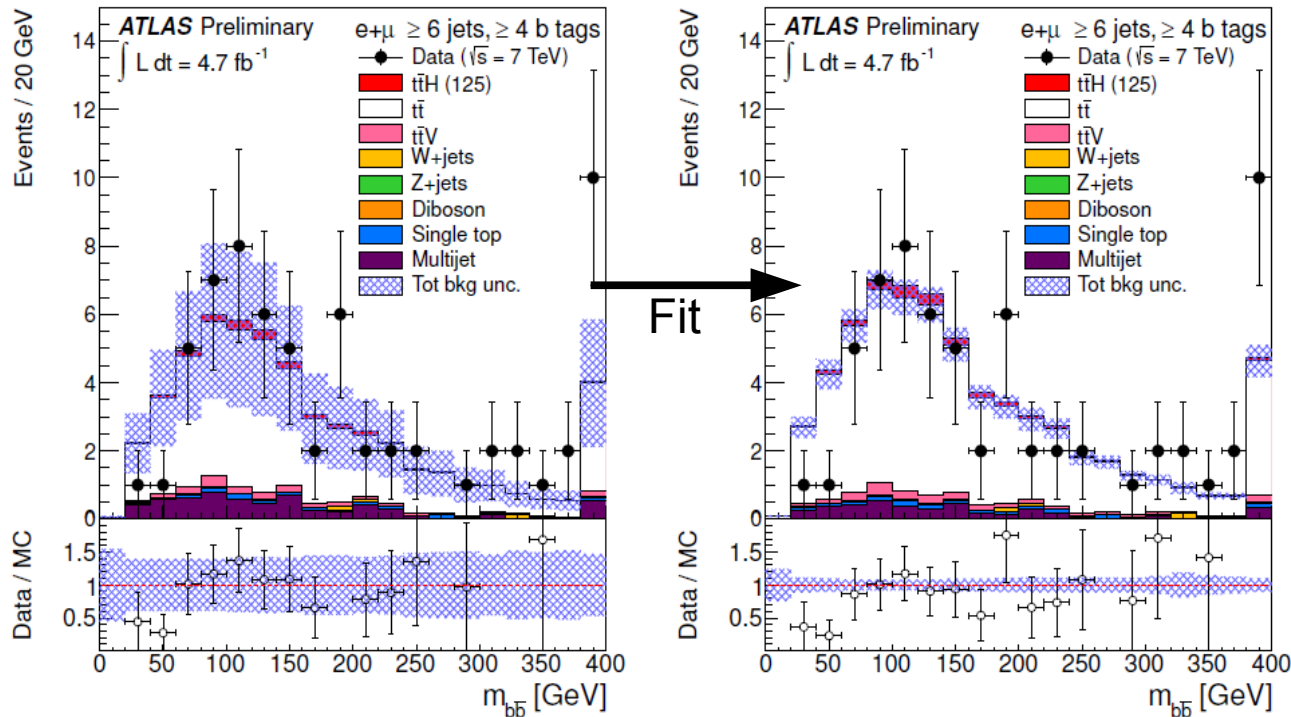 ATLAS Preliminary
∫ L dt = 4.7 fb⁻¹
e+μ ≥ 6 jets, ≥ 4 b tags
Data (√s = 7 TeV)
tt̄H (125)
tt̄
tt̄V
W+jets
Z+jets
Diboson
Single top
Multijet
Tot bkg unc.
Events / 20 GeV
14
12
10
8
6
4
2
0
Data / MC
1.5
1
0.5
0 50 100 150 200 250 300 350 400
m_bb̄ [GeV]
Fit
ATLAS Preliminary
∫ L dt = 4.7 fb⁻¹
e+μ ≥ 6 jets, ≥ 4 b tags
Data (√s = 7 TeV)
tt̄H (125)
tt̄
tt̄V
W+jets
Z+jets
Diboson
Single top
Multijet
Tot bkg unc.
Events / 20 GeV
14
12
10
8
6
4
2
0
Data / MC
1.5
1
0.5
0 50 100 150 200 250 300 350 400
m_bb̄ [GeV]